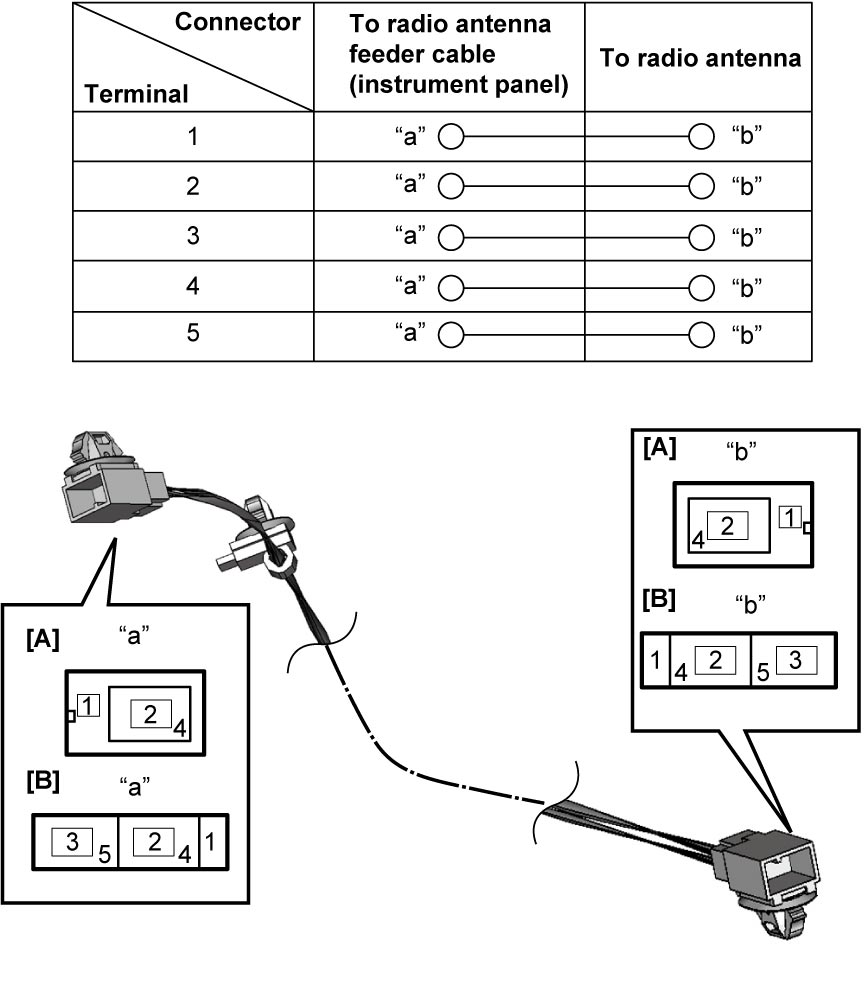 Connector
Terminal
To radio antenna
feeder cable
(instrument panel)
To radio antenna
1 “a” “b”
2 “a” “b”
3 “a” “b”
4 “a” “b”
5 “a” “b”
[A] “b”
4 2 1
[B] “b”
1 4 2 5 3
[A] “a”
1 2 4
[B] “a”
3 5 2 4 1